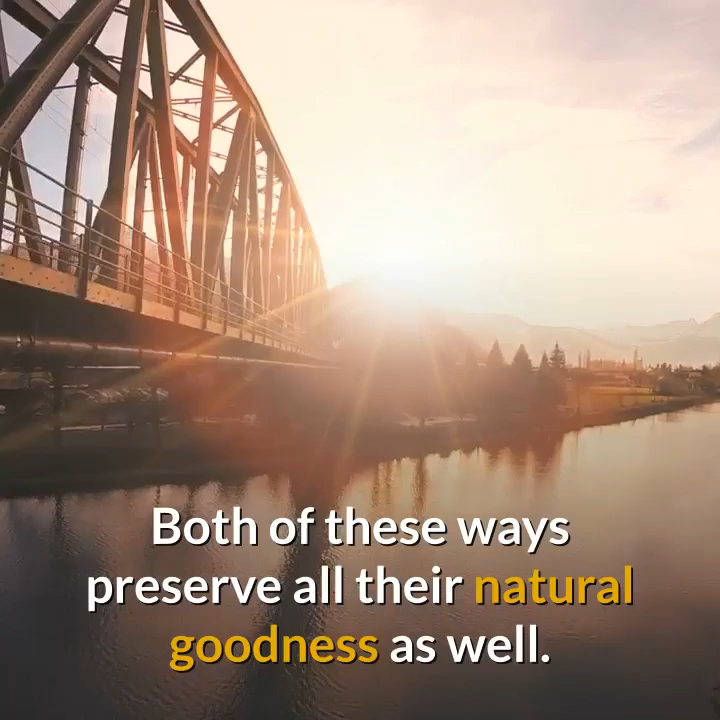 Both of these ways
preserve all their natural
goodness as well.